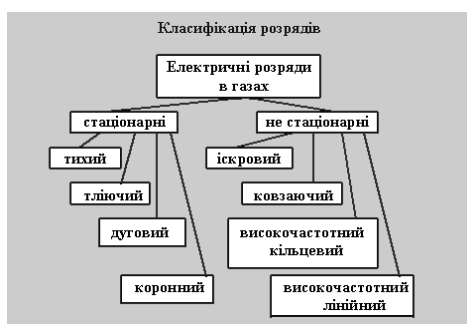 Класифікація розрядів
Електричні розряди
в газах
стаціонарні
не стаціонарні
тихий
іскровий
тліючий
ковзаючий
дуговий
високочастотний
кільцевий
коронний
високочастотний
лінійний